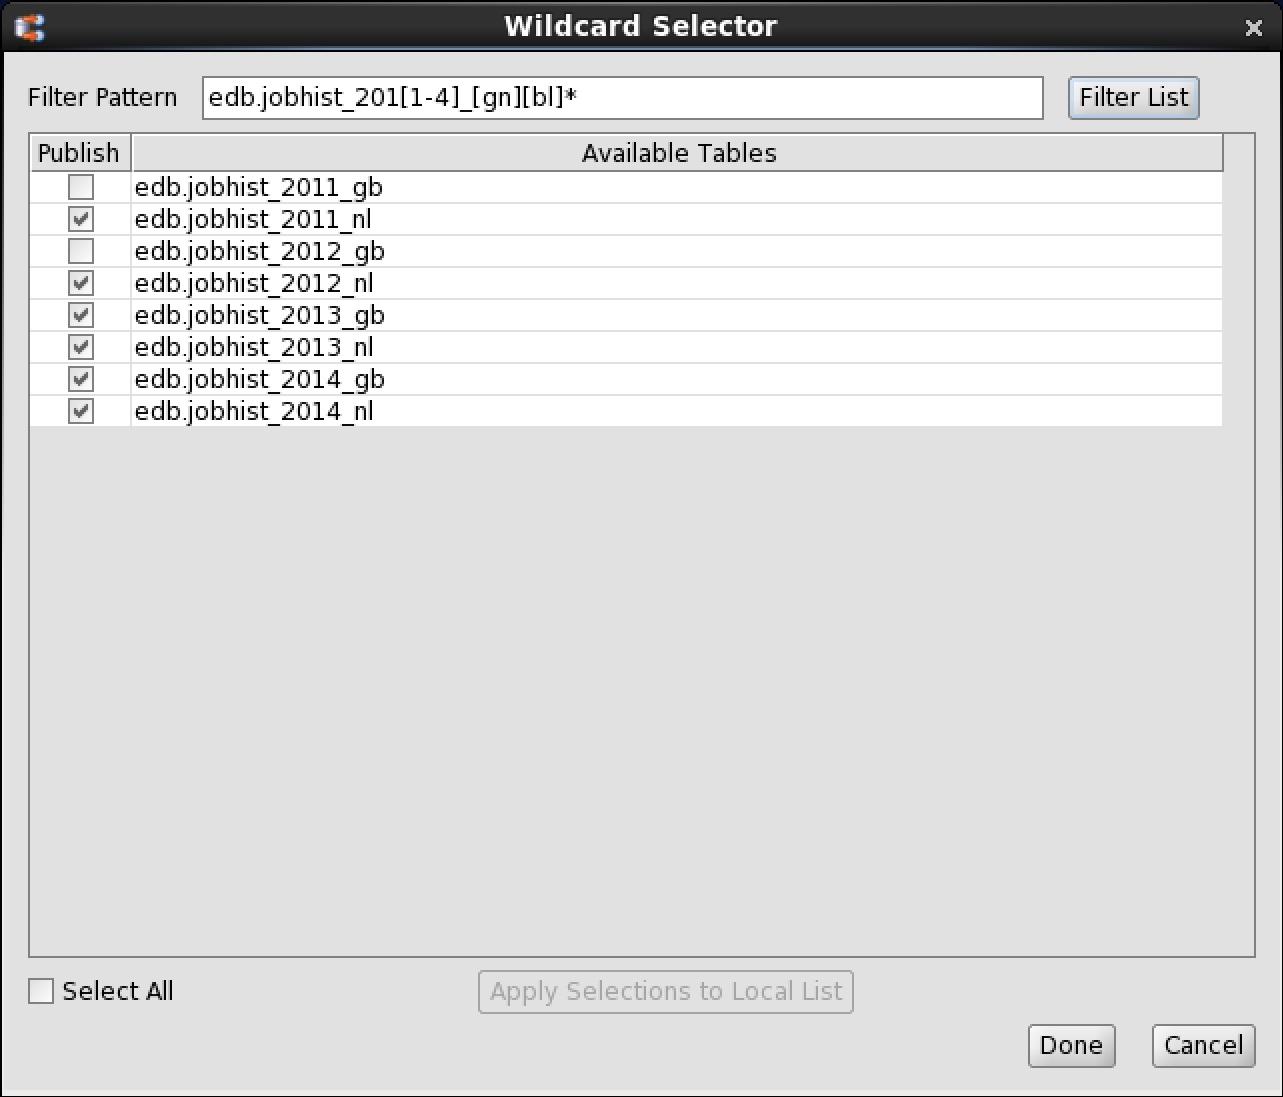 Wildcard Selector
Filter Pattern edb.jobhist_201[1-4]_[gn][bl]* Filter List
Publish Available Tables
edb.jobhist_2011_gb
edb.jobhist_2011_nl
edb.jobhist_2012_gb
edb.jobhist_2012_nl
edb.jobhist_2013_gb
edb.jobhist_2013_nl
edb.jobhist_2014_gb
edb.jobhist_2014_nl
Select All Apply Selections to Local List
Done Cancel